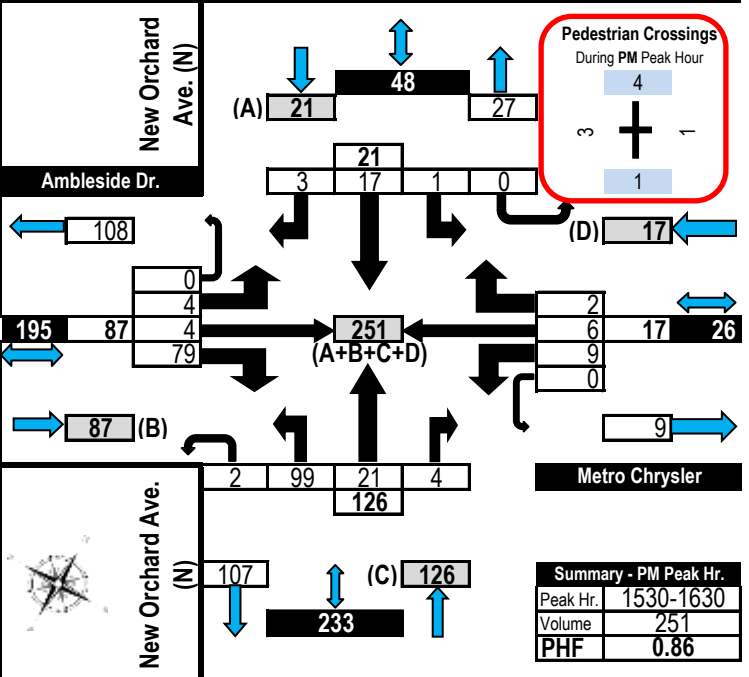 New Orchard
Ave. (N)
48
(A) 21
27
Pedestrian Crossings
During PM Peak Hour
4
3
1
1
21
3 17 1 0
Ambleside Dr.
108
(D) 17
0
4
4
79
195 87
251
(A+B+C+D)
2
6
9
0
17 26
87 (B)
9
2 99 21 4
126
Metro Chrysler
New Orchard Ave.
(N)
107
(C) 126
233
Summary - PM Peak Hr.
Peak Hr. 1530-1630
Volume 251
PHF 0.86